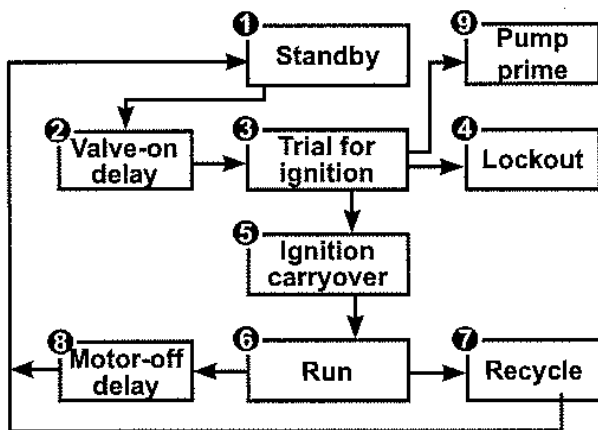 1
Standby
9
Pump
prime
2
Valve-on
delay
3
Trial for
ignition
4
Lockout
5
Ignition
carryover
8
Motor-off
delay
6
Run
7
Recycle